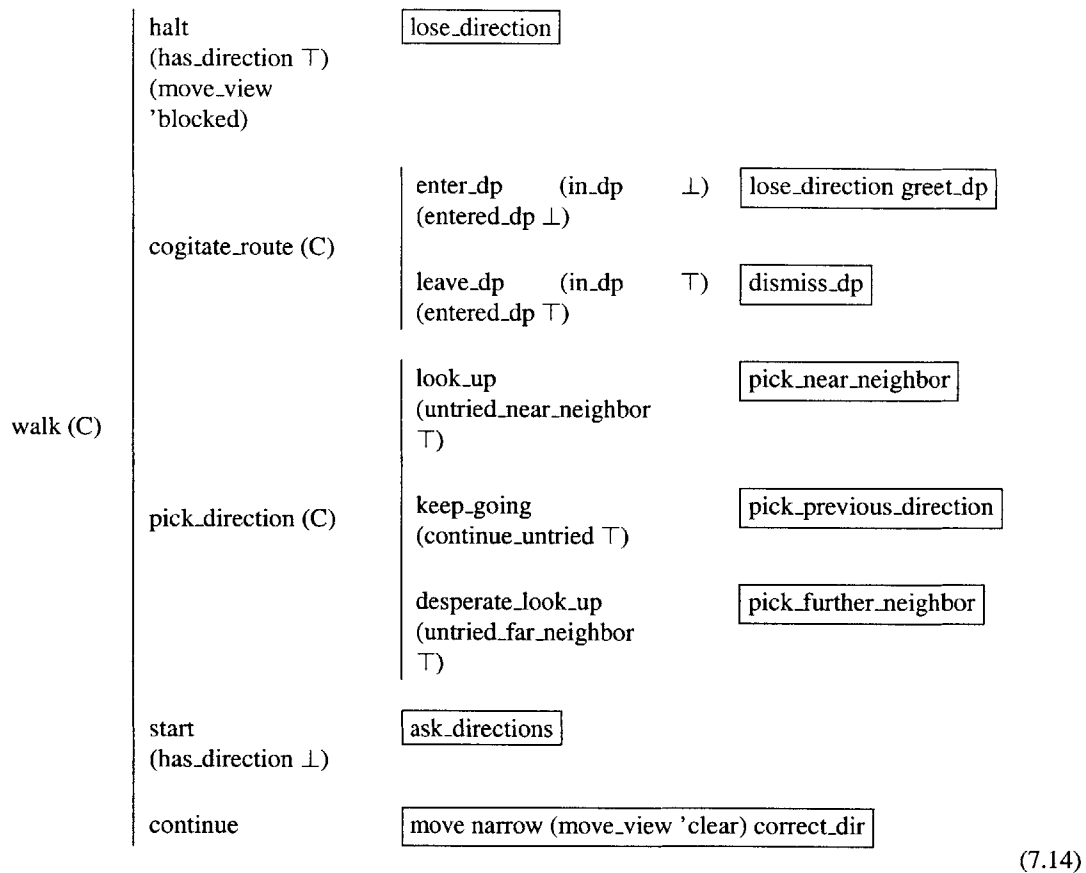 halt lose_direction
(has_direction ⊤)
(move_view
'blocked)
enter_dp (in_dp ⊥) lose_direction greet_dp
(entered_dp ⊥)
cogitate_route (C)
leave_dp (in_dp ⊤) dismiss_dp
(entered_dp ⊤)
look_up pick_near_neighbor
(untried_near_neighbor
⊤)
walk (C)
keep_going pick_previous_direction
pick_direction (C)
(continue_untried ⊤)
desperate_look_up pick_further_neighbor
(untried_far_neighbor
⊤)
start ask_directions
(has_direction ⊥)
continue move narrow (move_view 'clear) correct_dir
(7.14)